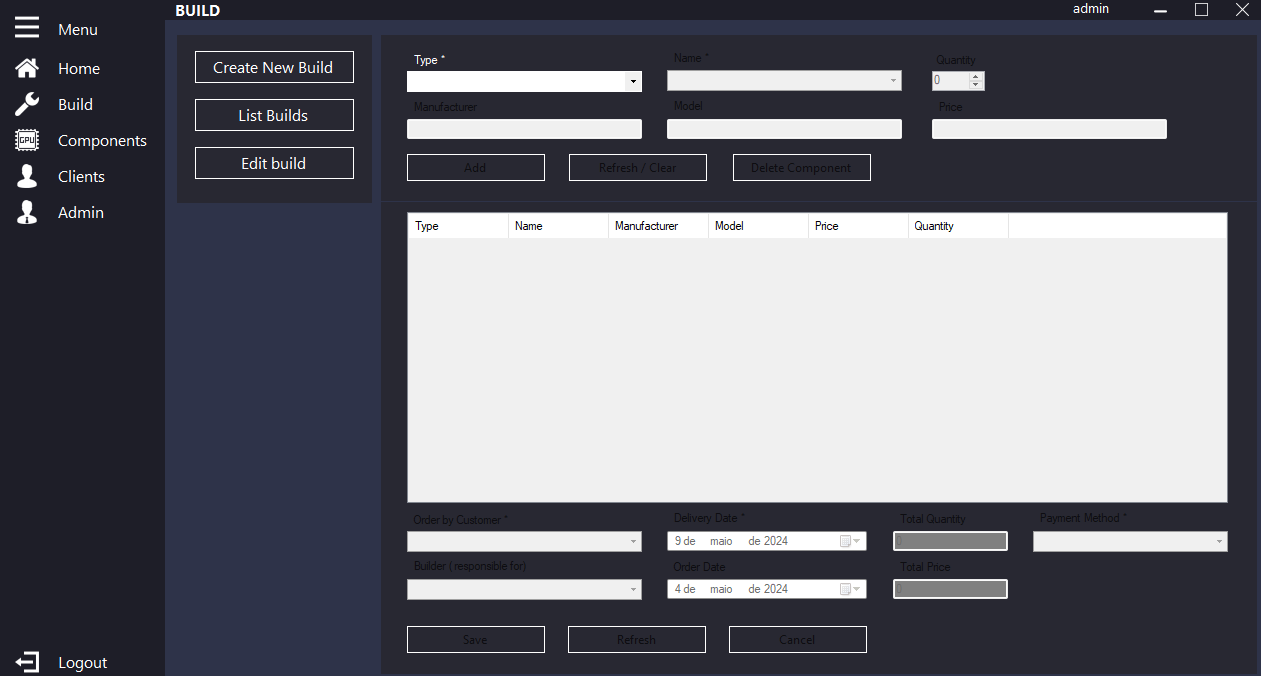 BUILD
admin
Menu
Home
Build
GPU
Components
Clients
Admin
Logout
Create New Build
List Builds
Edit build
Type *
Name *
Quantity
0
Manufacturer
Model
Price
Add
Refresh / Clear
Delete Component
Type Name Manufacturer Model Price Quantity
Order by Customer *
Delivery Date *
Total Quantity
Payment Method *
9 de maio de 2024
0
Builder ( responsible for)
Order Date
Total Price
4 de maio de 2024
0
Save
Refresh
Cancel